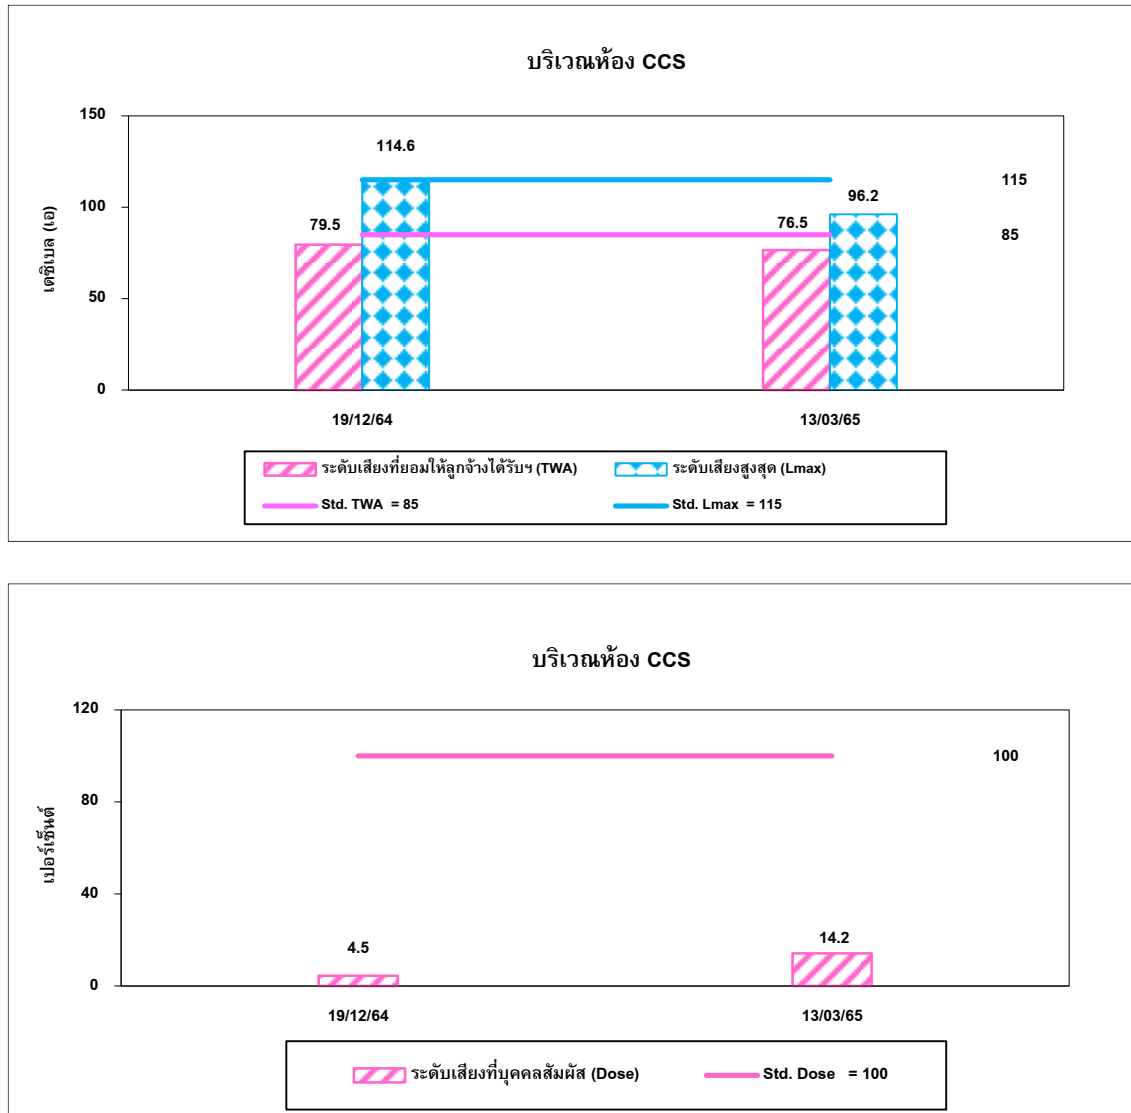 บริเวณห้อง CCS
150
100
50
0
เดซิเบล (เอ)
114.6
79.5
96.2
76.5
115
85
19/12/64
13/03/65
ระดับเสียงที่ยอมให้ลูกจ้างได้รับฯ (TWA)
ระดับเสียงสูงสุด (Lmax)
Std. TWA = 85
Std. Lmax = 115
บริเวณห้อง CCS
120
80
40
0
เปอร์เซ็นต์
100
4.5
14.2
19/12/64
13/03/65
ระดับเสียงที่บุคคลสัมผัส (Dose)
Std. Dose = 100